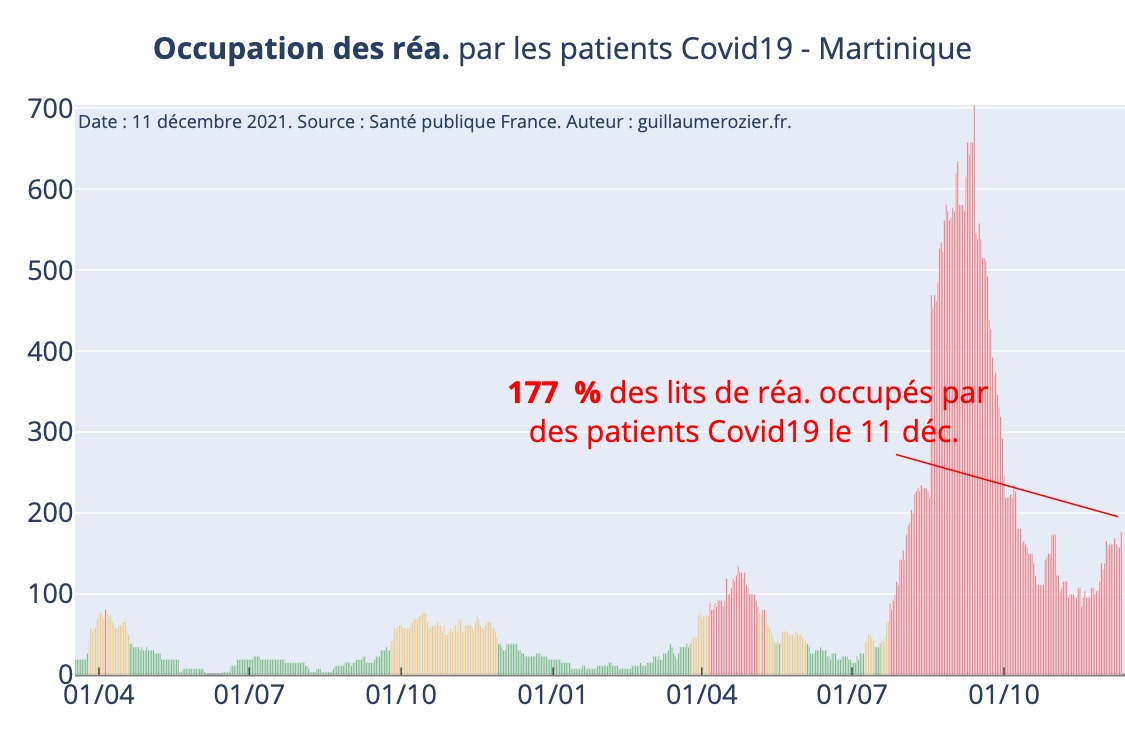 Occupation des réa. par les patients Covid19 - Martinique
700
Date : 11 décembre 2021. Source : Santé publique France. Auteur : guillaumerozier.fr.
600
500
400
177  % des lits de réa. occupés par
des patients Covid19 le 11 déc.
300
200
100
0
01/04 01/07 01/10 01/01 01/04 01/07 01/10